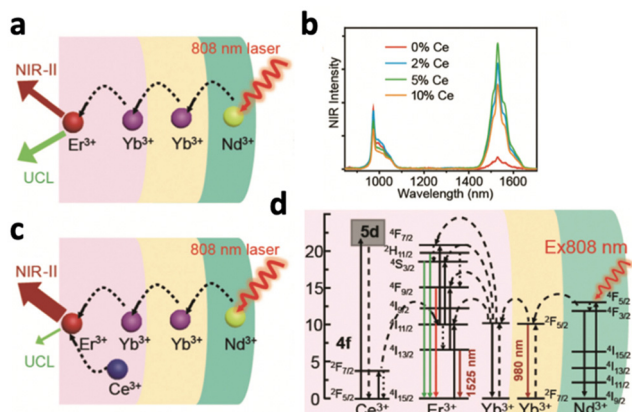 a
808 nm laser
NIR-II
Er³⁺
Yb³⁺
Yb³⁺
Nd³⁺
UCL
b
NIR Intensity
0% Ce
2% Ce
5% Ce
10% Ce
1000
1200
1400
1600
Wavelength (nm)
c
808 nm laser
NIR-II
Er³⁺
Yb³⁺
Yb³⁺
Nd³⁺
UCL
Ce³⁺
d
Ex808 nm
20
15
10
5
0
5d
4f
²F₇/₂
²F₅/₂
Ce³⁺
⁴F₇/₂
²H₁₁/₂
⁴S₃/₂
⁴F₉/₂
⁴I₉/₂
⁴I₁₁/₂
⁴I₁₃/₂
⁴I₁₅/₂
1525 nm
Er³⁺
Yb³⁺
²F₅/₂
980 nm
²F₇/₂
Yb³⁺
⁴F₅/₂
⁴F₃/₂
⁴I₁₅/₂
⁴I₁₃/₂
⁴I₁₁/₂
⁴I₉/₂
Nd³⁺